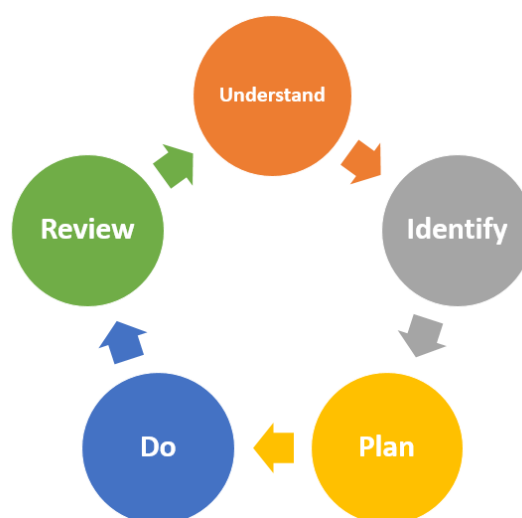 Understand
Identify
Plan
Do
Review